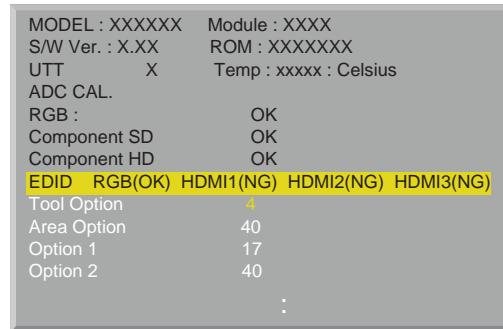 MODEL : XXXXXX Module : XXXX
S/W Ver. : X.XX ROM : XXXXXXX
UTT X Temp : xxxxx : Celsius
ADC CAL.
RGB : OK
Component SD OK
Component HD OK
EDID RGB(OK) HDMI1(NG) HDMI2(NG) HDMI3(NG)
Tool Option 4
Area Option 40
Option 1 17
Option 2 40
: